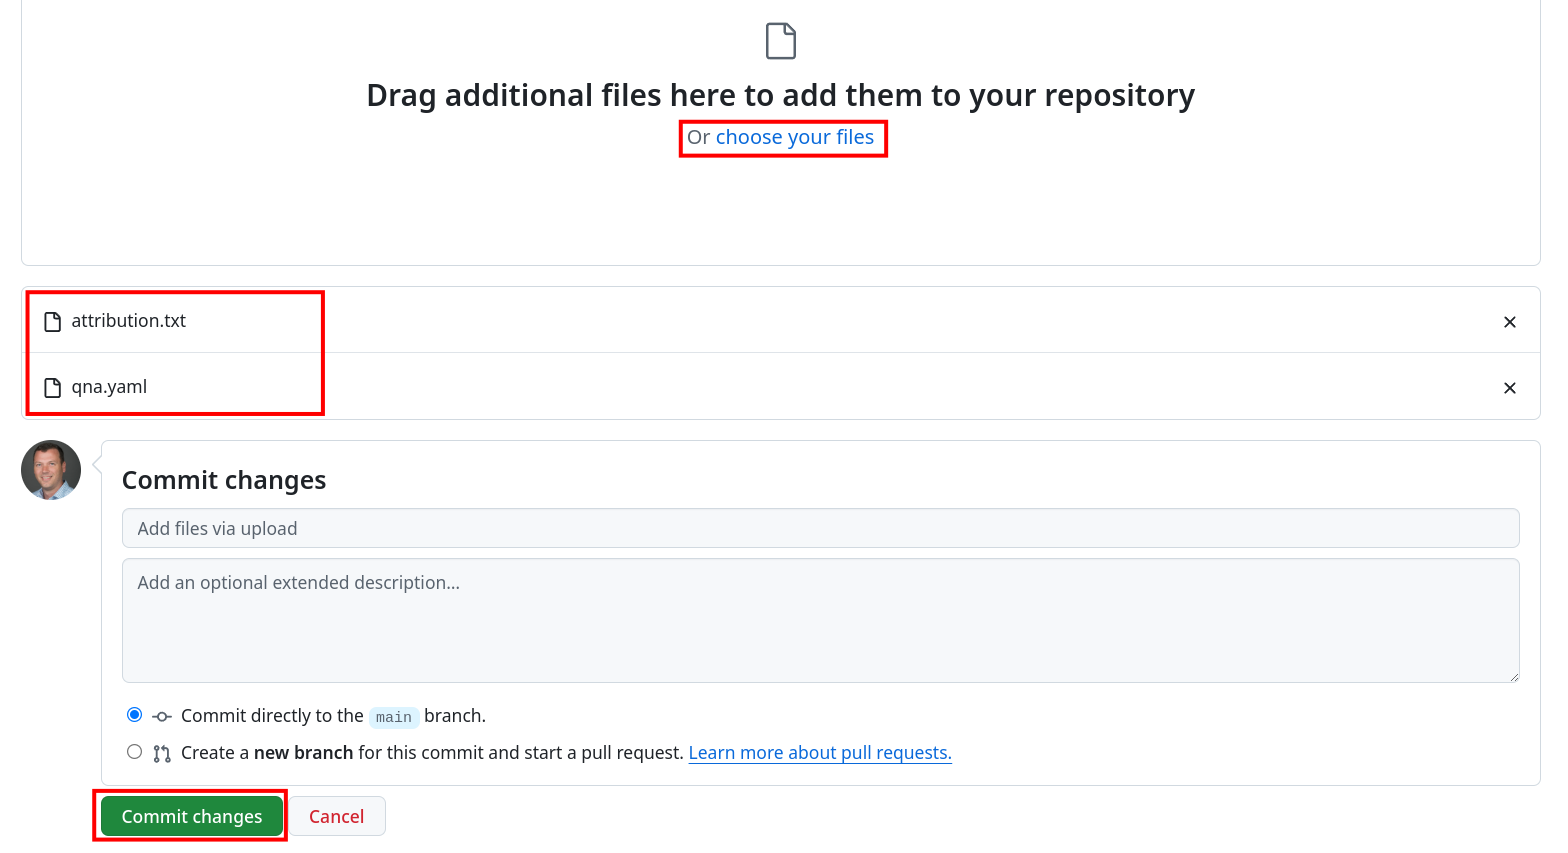 Drag additional files here to add them to your repository
Or choose your files
attribution.txt
qna.yaml
Commit changes
Add files via upload
Add an optional extended description...
Commit directly to the main branch.
Create a new branch for this commit and start a pull request. Learn more about pull requests.
Commit changes Cancel